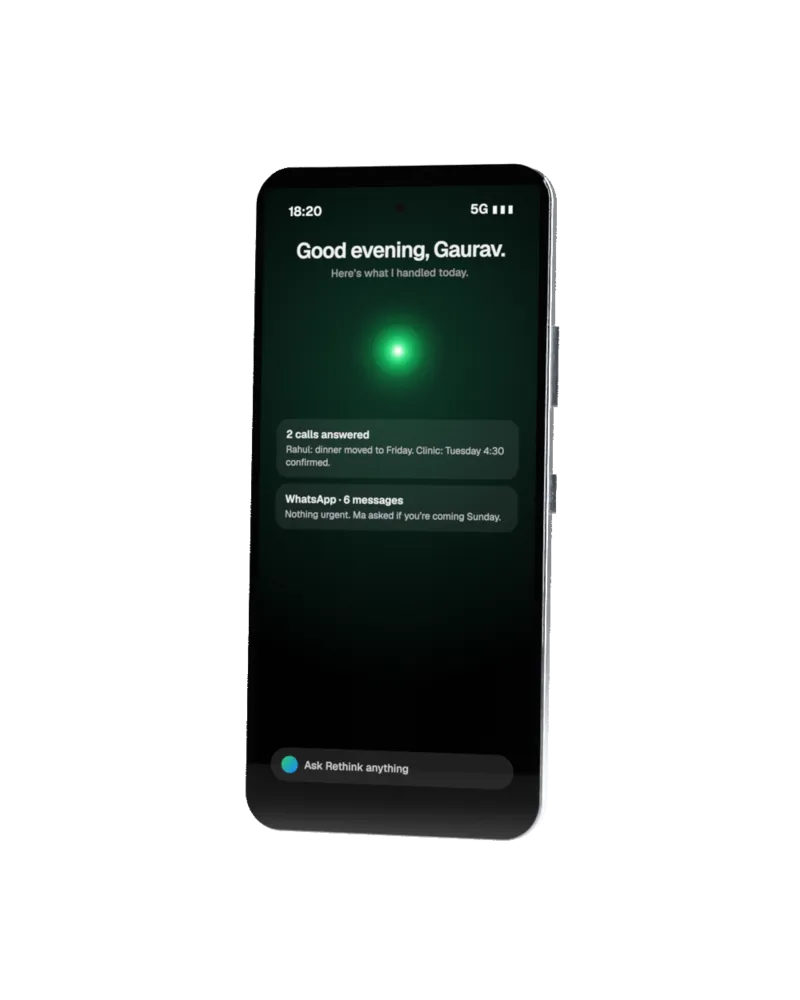 18:20
5G
Good evening, Gaurav.
Here's what I handled today.
2 calls answered
Rahul: dinner moved to Friday. Clinic: Tuesday 4:30
confirmed.
WhatsApp · 6 messages
Nothing urgent. Ma asked if you're coming Sunday.
Ask Rethink anything